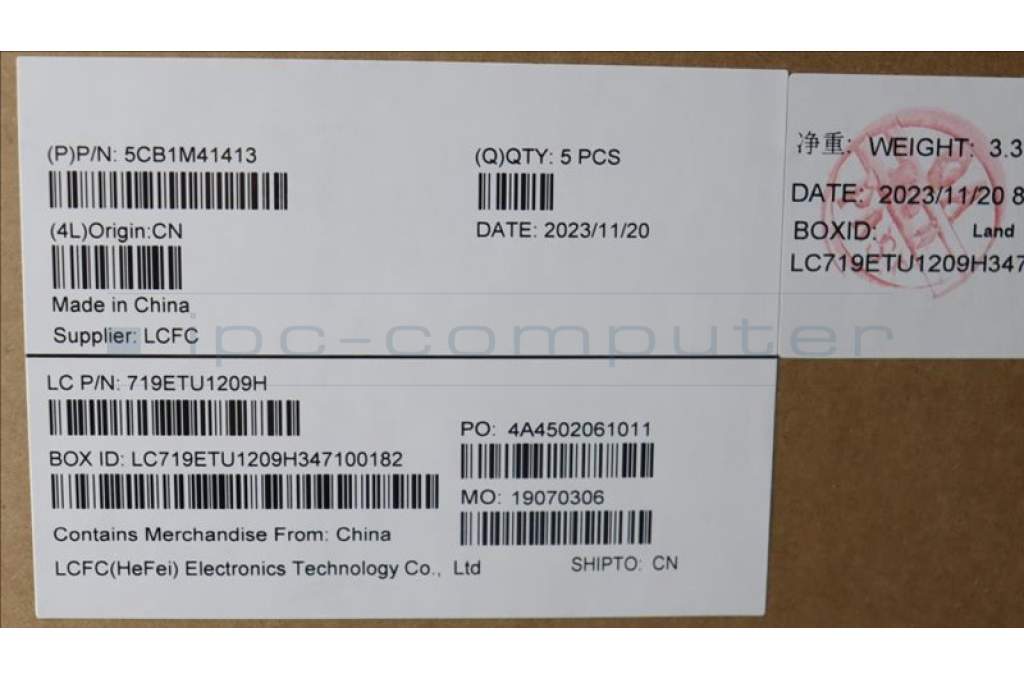 (P)P/N: 5CB1M41413
(Q)QTY: 5 PCS
(4L)Origin:CN
DATE: 2023/11/20
Made in China
Supplier: LCFC
LC P/N: 719ETU1209H
PO: 4A4502061011
BOX ID: LC719ETU1209H347100182
MO: 19070306
Contains Merchandise From: China
LCFC(HeFei) Electronics Technology Co., Ltd
SHIPTO: CN
净重: WEIGHT: 3.3
DATE: 2023/11/20 8
BOXID: Land
LC719ETU1209H347
ipc-computer